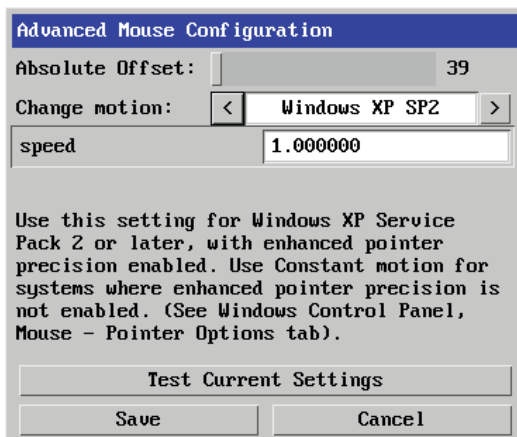 Advanced Mouse Configuration
Absolute Offset: 39
Change motion: < Windows XP SP2 >
speed 1.000000
Use this setting for Windows XP Service
Pack 2 or later, with enhanced pointer
precision enabled. Use Constant motion for
systems where enhanced pointer precision is
not enabled. (See Windows Control Panel,
Mouse - Pointer Options tab).
Test Current Settings
Save Cancel